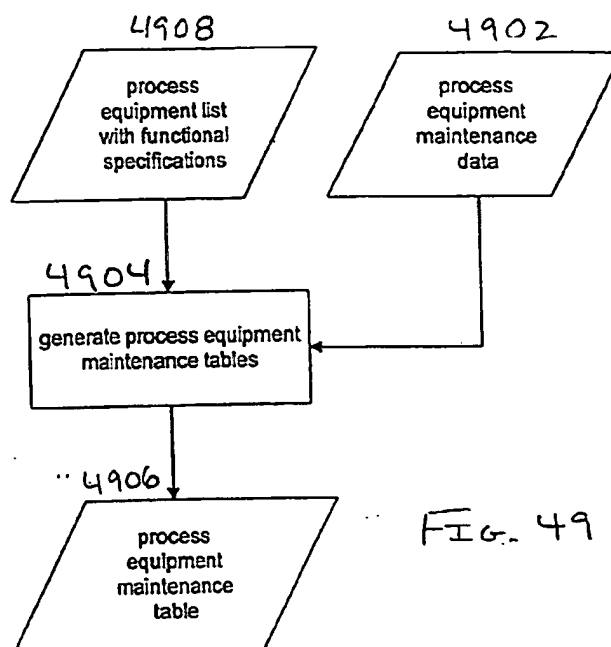 4908
4902
process
equipment list
with functional
specifications
process
equipment
maintenance
data
4904
generate process equipment
maintenance tables
4906
process
equipment
maintenance
table
FIG. 49